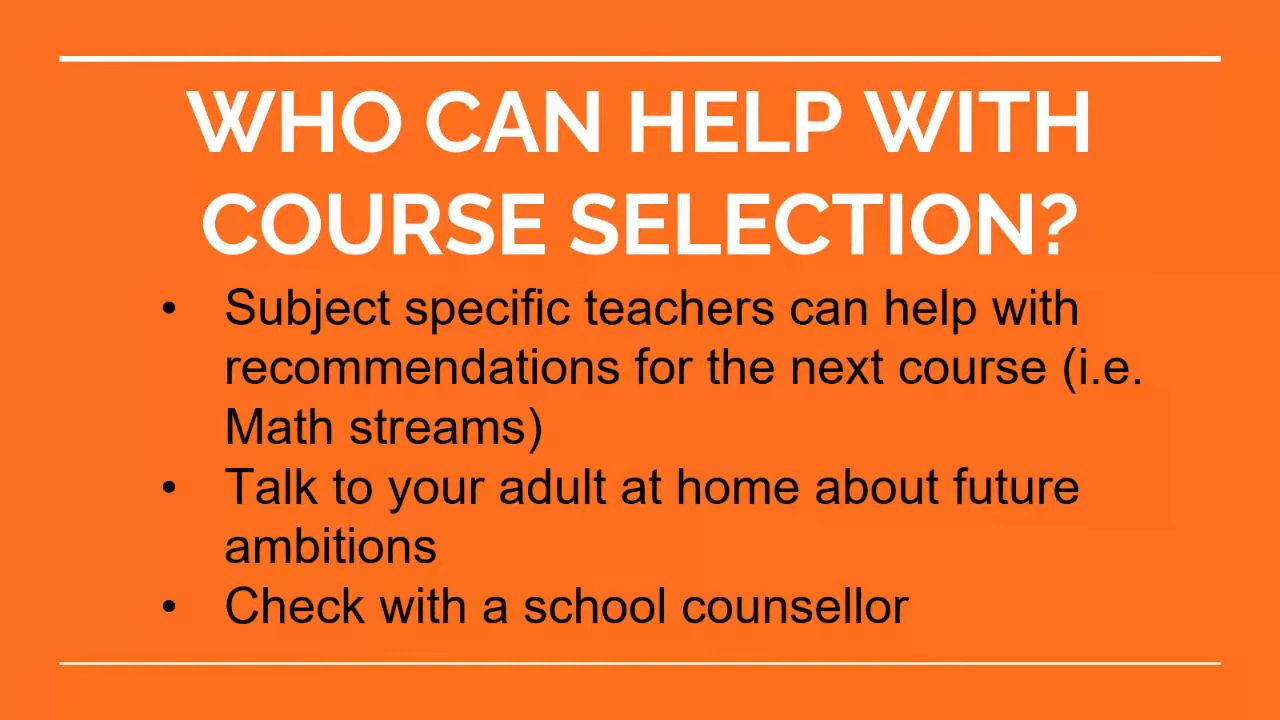 WHO CAN HELP WITH
COURSE SELECTION?
• Subject specific teachers can help with
recommendations for the next course (i.e.
Math streams)
• Talk to your adult at home about future
ambitions
• Check with a school counsellor